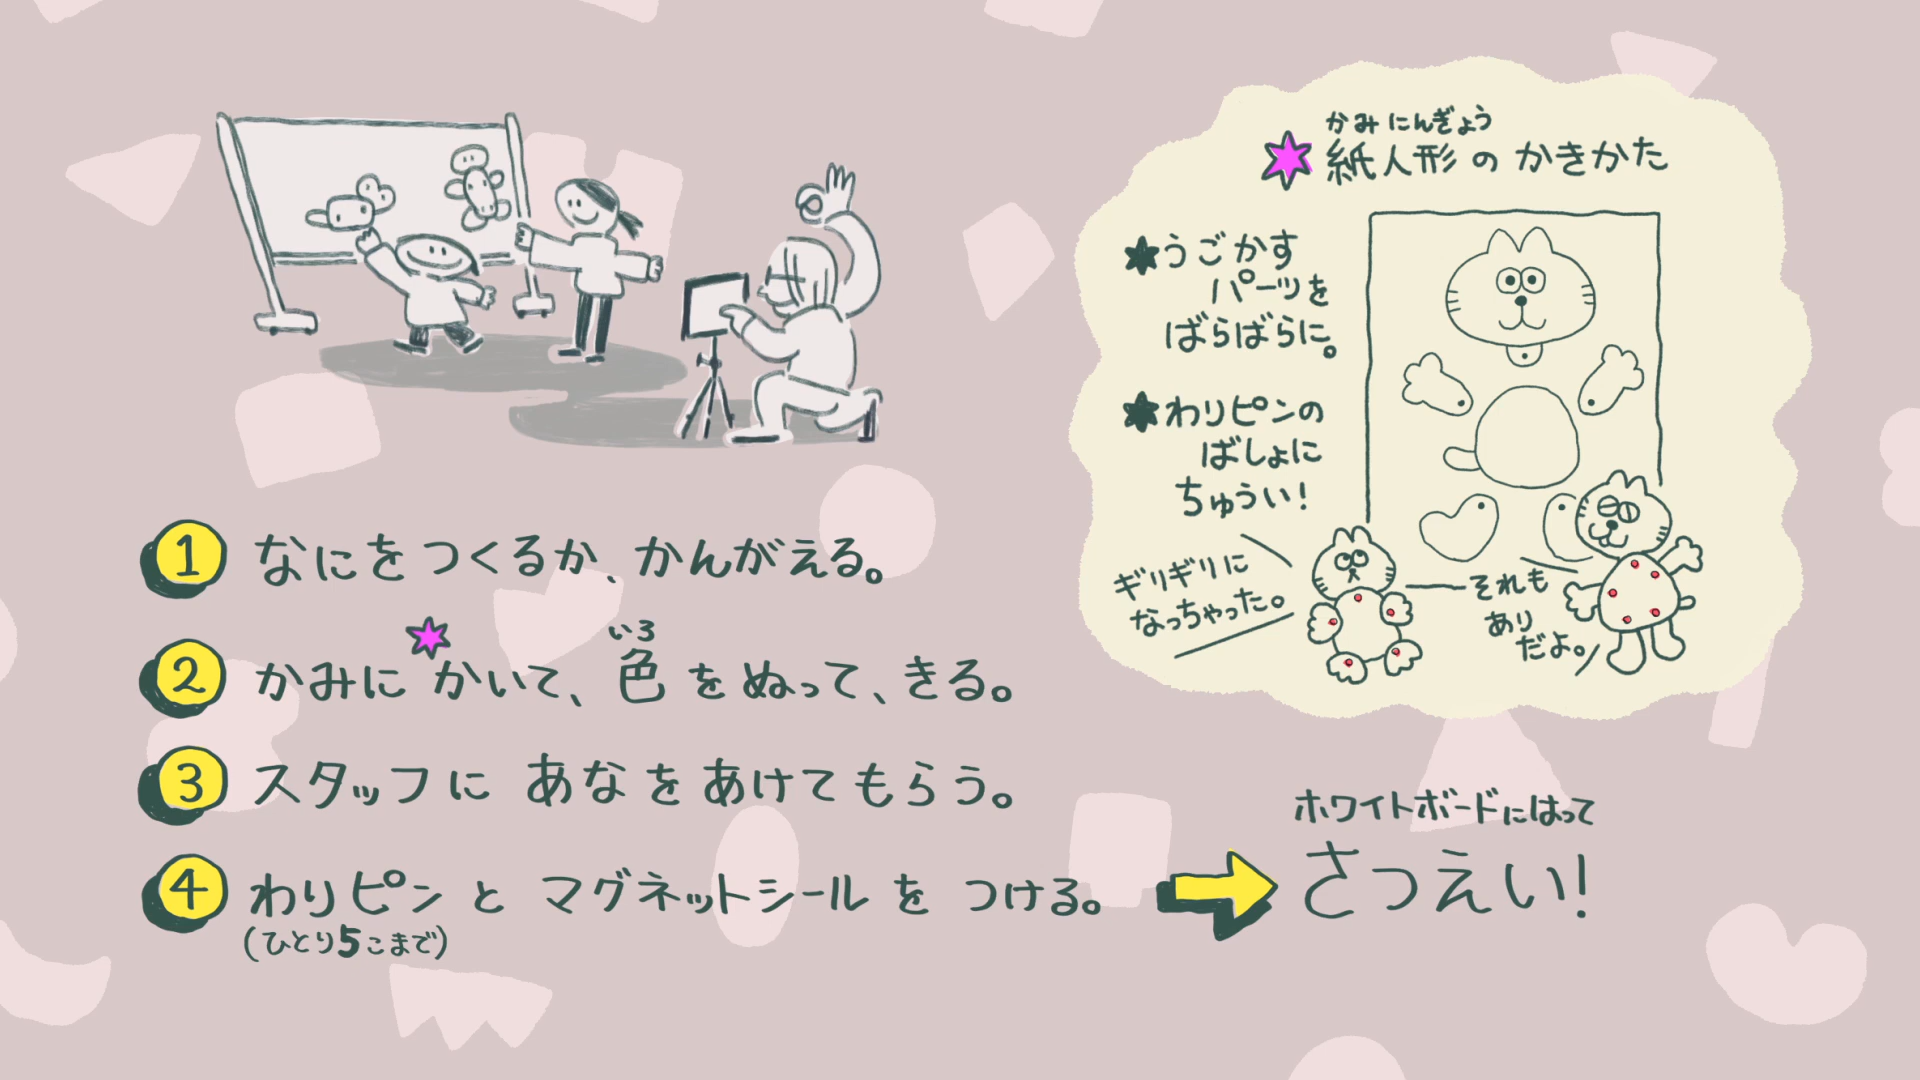 1 なにをつくるか、かんがえる。
2 かみにかいて、色をぬって、きる。
いろ
3 スタッフにあなをあけてもらう。
4 わりピンとマグネットシールをつける。
(ひとり5こまで)
ホワイトボードにはって
さつえい!
かみにんぎょう
紙人形のかきかた
うごかす
パーツを
ばらばらに。
わりピンの
ばしょに
ちゅうい!
ギリギリに
なっちゃった。
それも
あり
だよ。